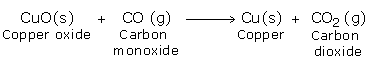 CuO(s) + CO (g) ⟶ Cu(s) + CO₂ (g)
Copper oxide Carbon monoxide Copper Carbon dioxide